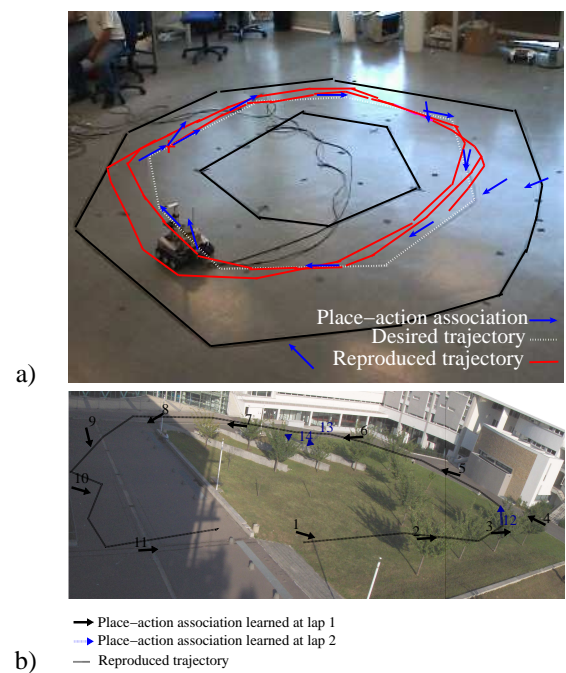 Place−action association
Desired trajectory
Reproduced trajectory
a)
8
7
13
14
6
9
5
10
12
4
1
2
3
11
Place−action association learned at lap 1
Place−action association learned at lap 2
b)
Reproduced trajectory